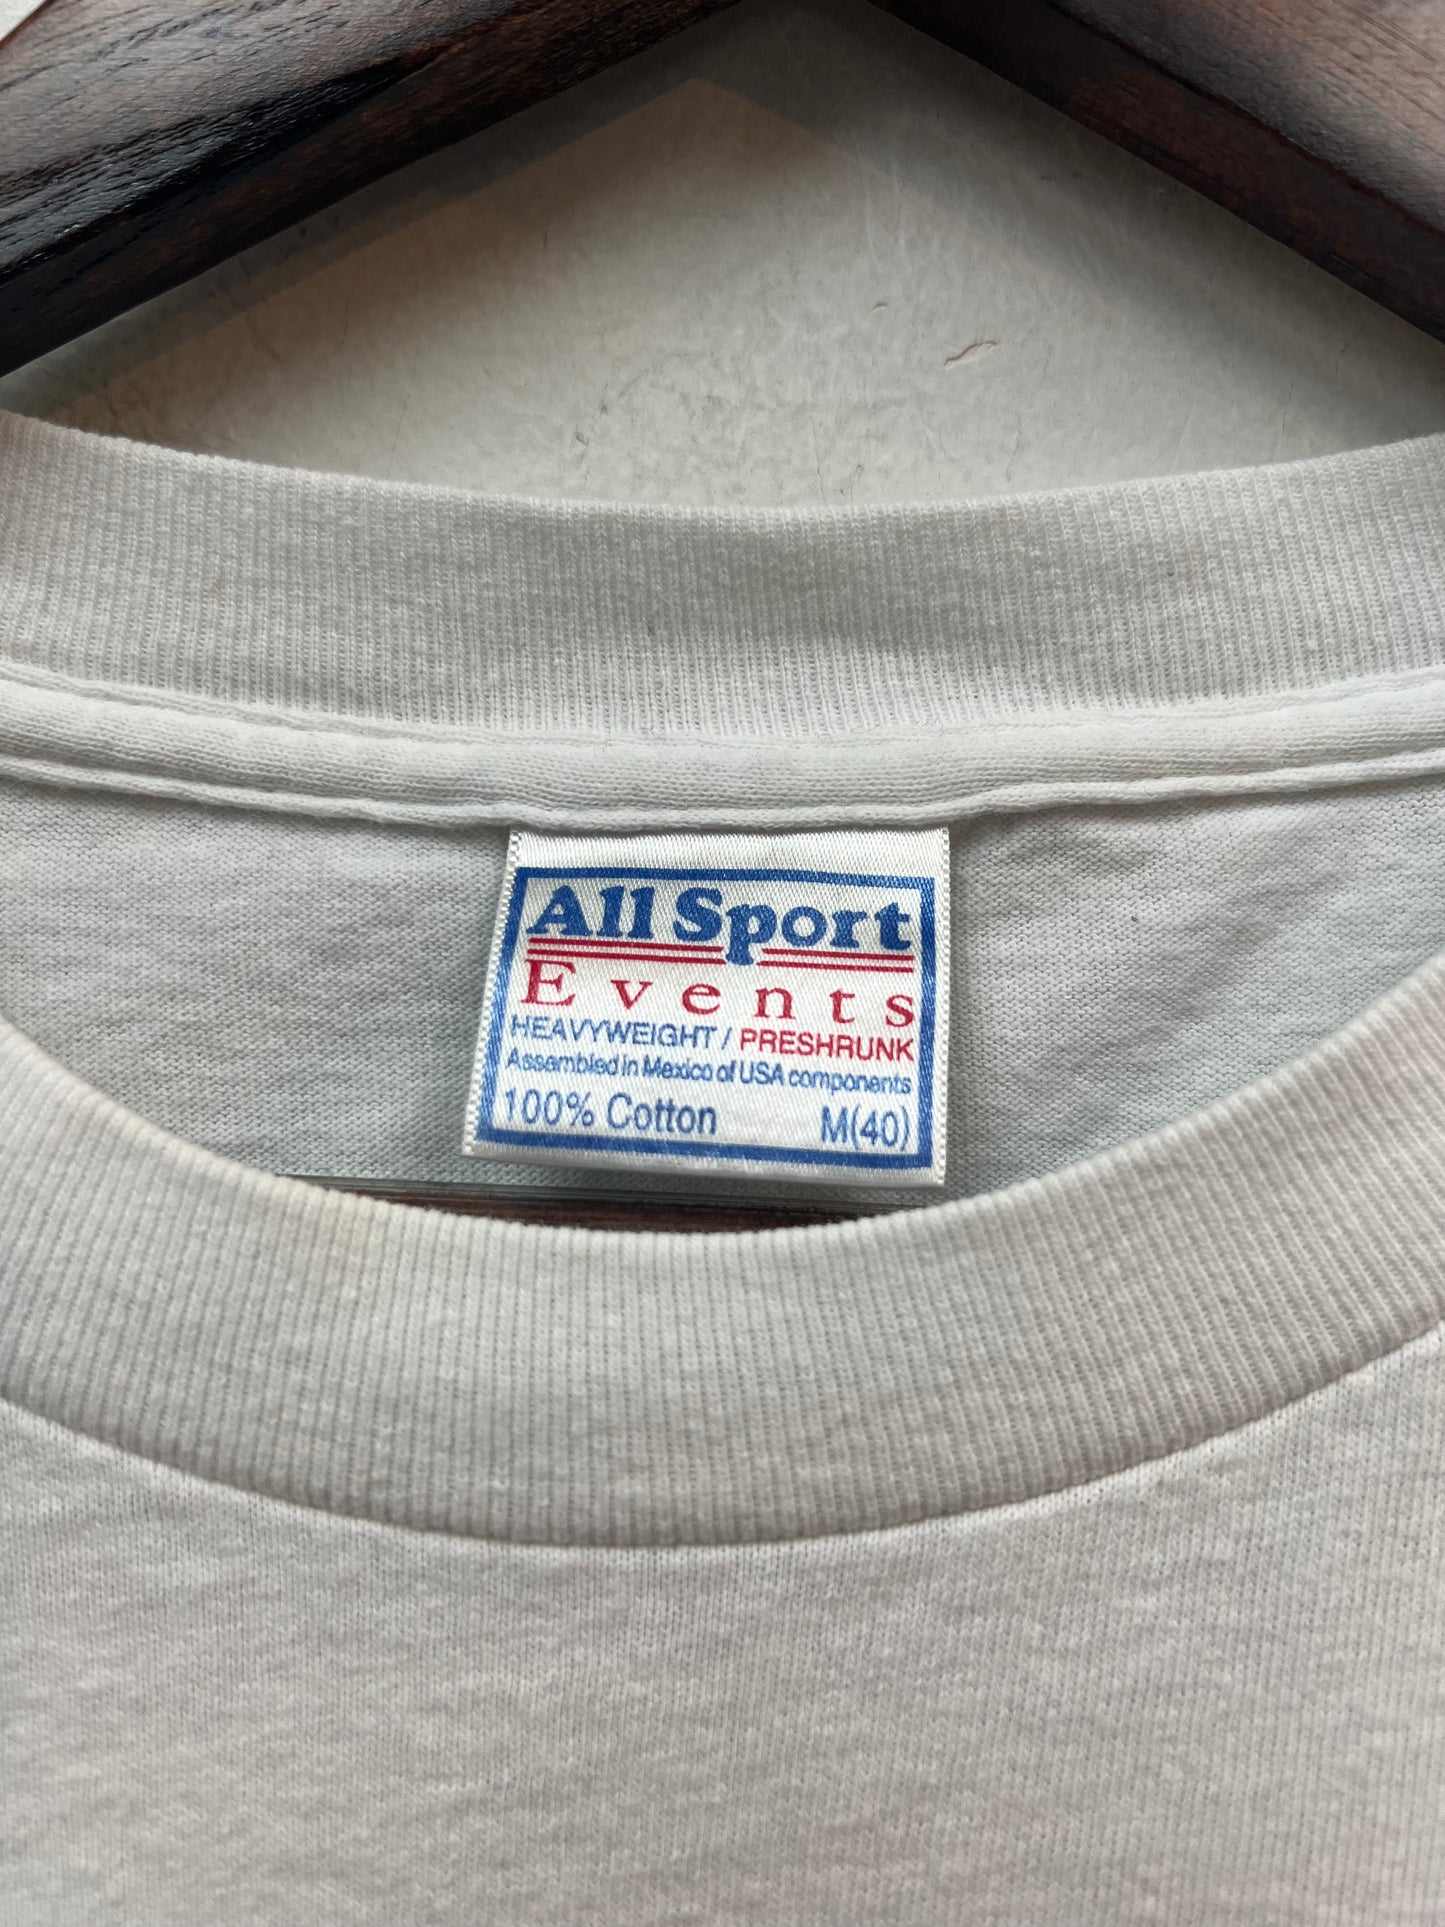 All Sport
Events
HEAVYWEIGHT / PRESHRUNK
Assembled in Mexico of USA components
100% Cotton M(40)